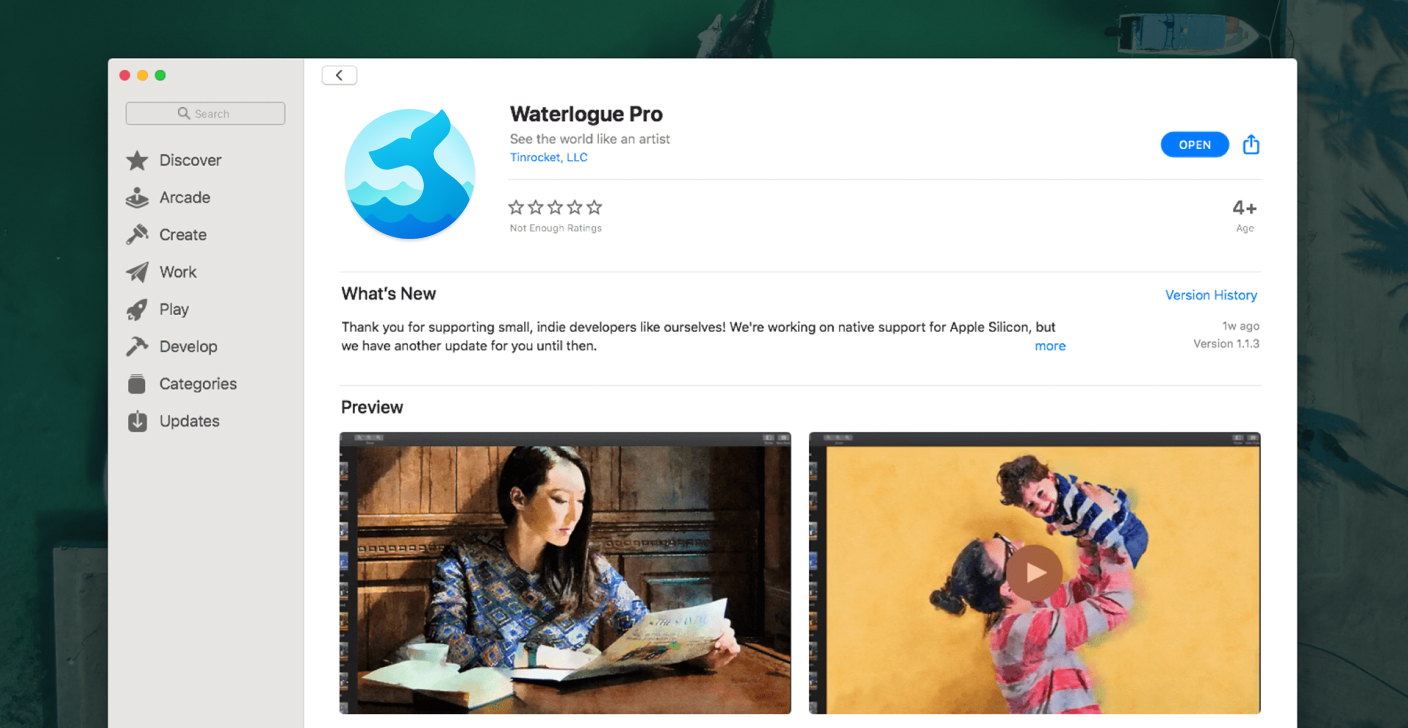 Search
Discover
Arcade
Create
Work
Play
Develop
Categories
Updates
Waterlogue Pro
See the world like an artist
Tinrocket, LLC
OPEN
Not Enough Ratings
4+
Age
What's New
Version History
Thank you for supporting small, indie developers like ourselves! We're working on native support for Apple Silicon, but
we have another update for you until then.
more
1w ago
Version 1.1.3
Preview